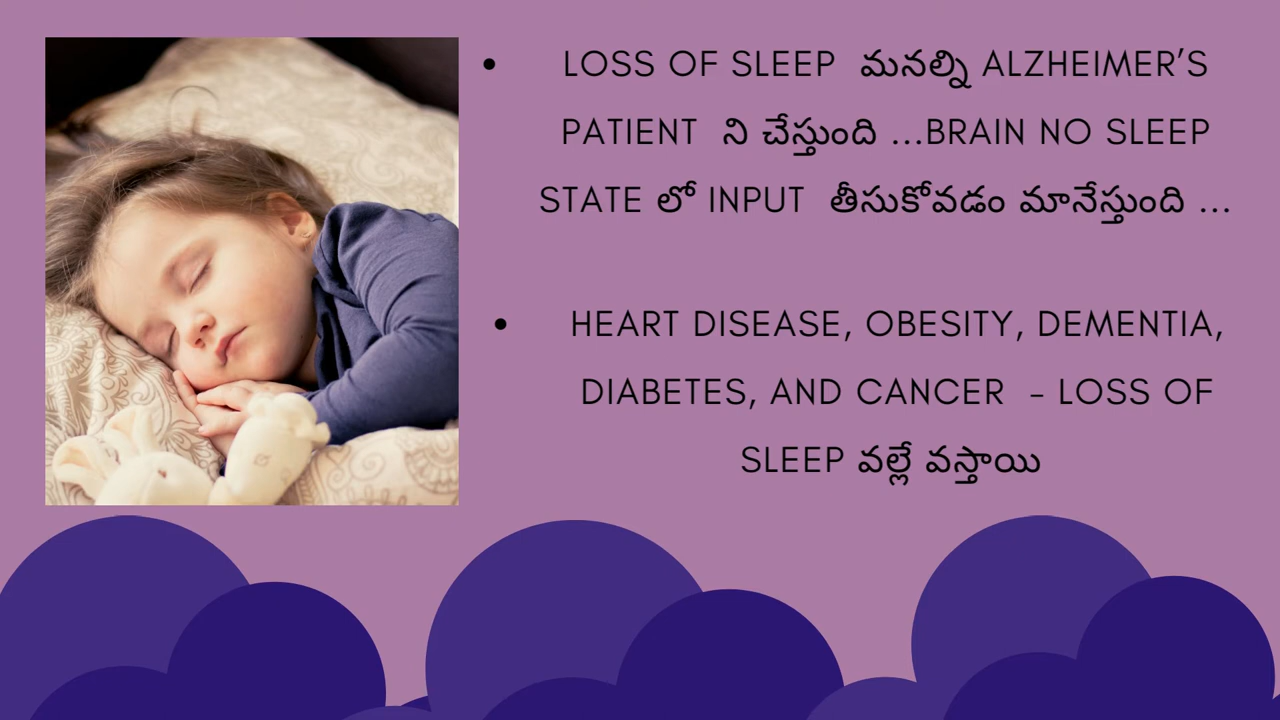 • LOSS OF SLEEP మనల్ని ALZHEIMER’S
PATIENT ని చేస్తుంది ...BRAIN NO SLEEP
STATE లో INPUT తీసుకోవడం మానేస్తుంది ...
• HEART DISEASE, OBESITY, DEMENTIA,
DIABETES, AND CANCER – LOSS OF
SLEEP వల్లే వస్తాయి